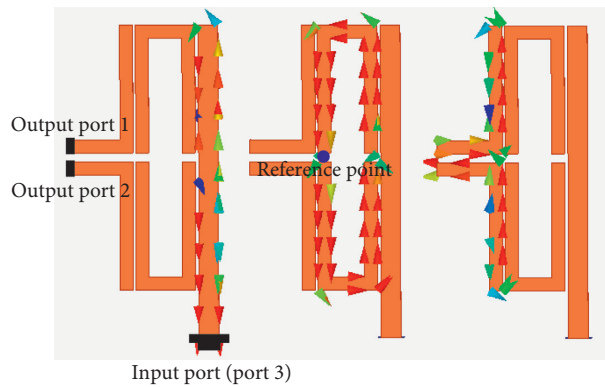 Output port 1
Output port 2
Reference point
Input port (port 3)